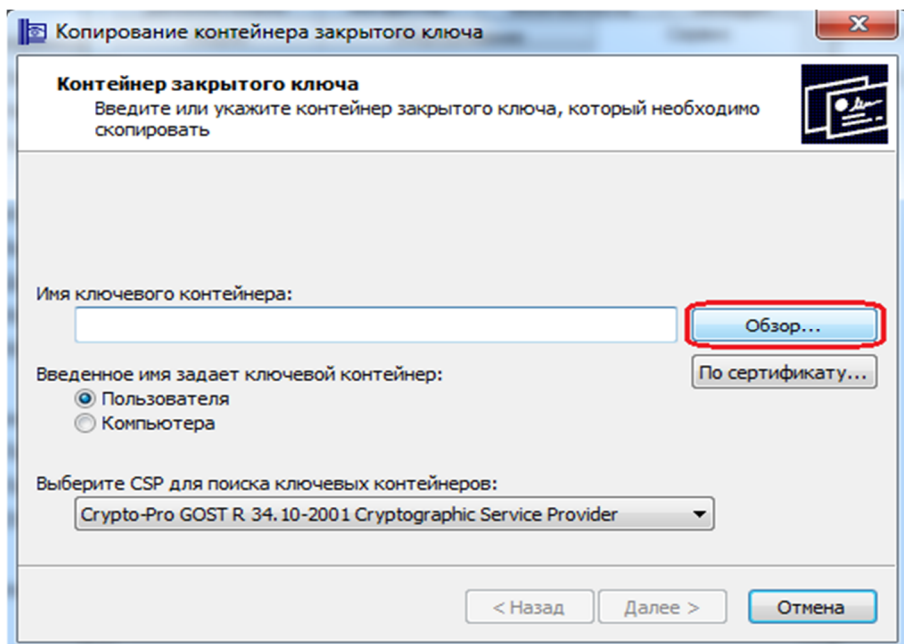 Копирование контейнера закрытого ключа
Контейнер закрытого ключа
Введите или укажите контейнер закрытого ключа, который необходимо
скопировать
Имя ключевого контейнера:
Обзор...
Введенное имя задает ключевой контейнер:
По сертификату...
Пользователя
Компьютера
Выберите CSP для поиска ключевых контейнеров:
Crypto-Pro GOST R 34.10-2001 Cryptographic Service Provider
< Назад
Далее >
Отмена